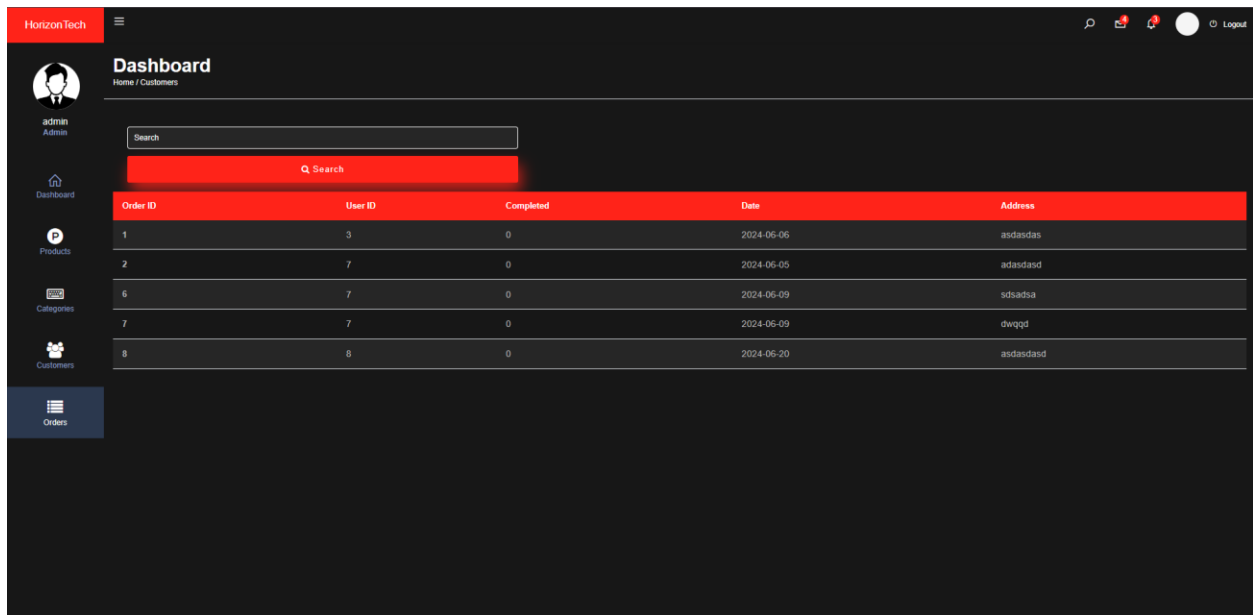 HorizonTech
4 3 Logout
Dashboard
Home / Customers
admin
Admin
Search
Search
Dashboard
Products
Categories
Customers
Orders
Order ID User ID Completed Date Address
1 3 0 2024-06-06 asdasdas
2 7 0 2024-06-05 adasdasd
6 7 0 2024-06-09 sdsadsa
7 7 0 2024-06-09 dwqqd
8 8 0 2024-06-20 asdasdasd